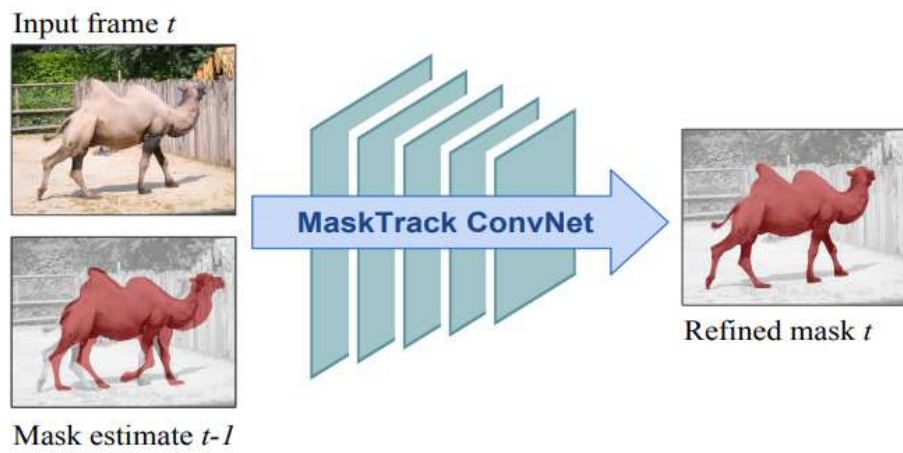 Input frame t
MaskTrack ConvNet
Refined mask t
Mask estimate t-1